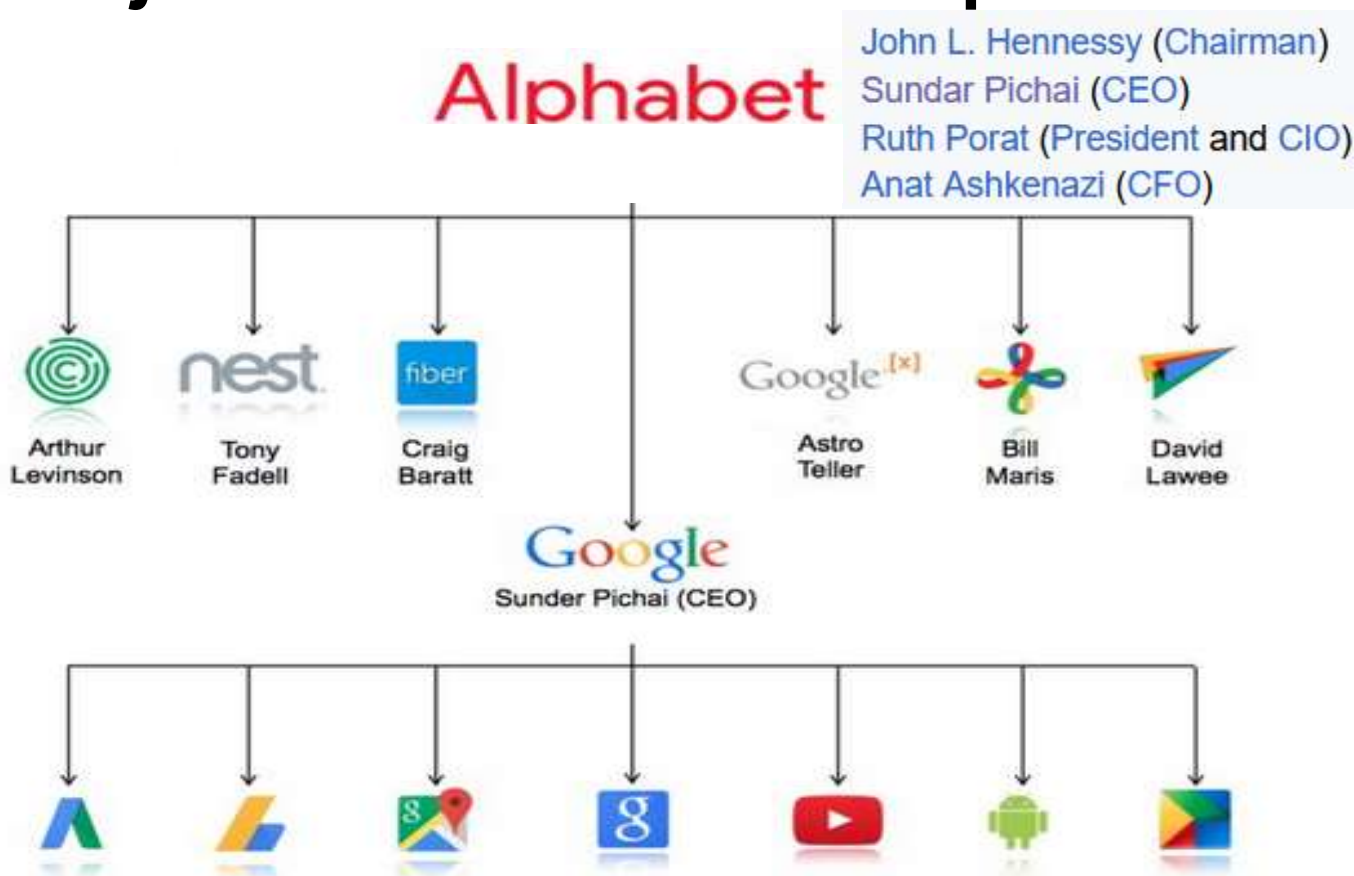 Alphabet
John L. Hennessy (Chairman)
Sundar Pichai (CEO)
Ruth Porat (President and CIO)
Anat Ashkenazi (CFO)
nest
fiber
Google [x]
Arthur
Levinson
Tony
Fadell
Craig
Baratt
Astro
Teller
Bill
Maris
David
Lawee
Google
Sunder Pichai (CEO)
8
g